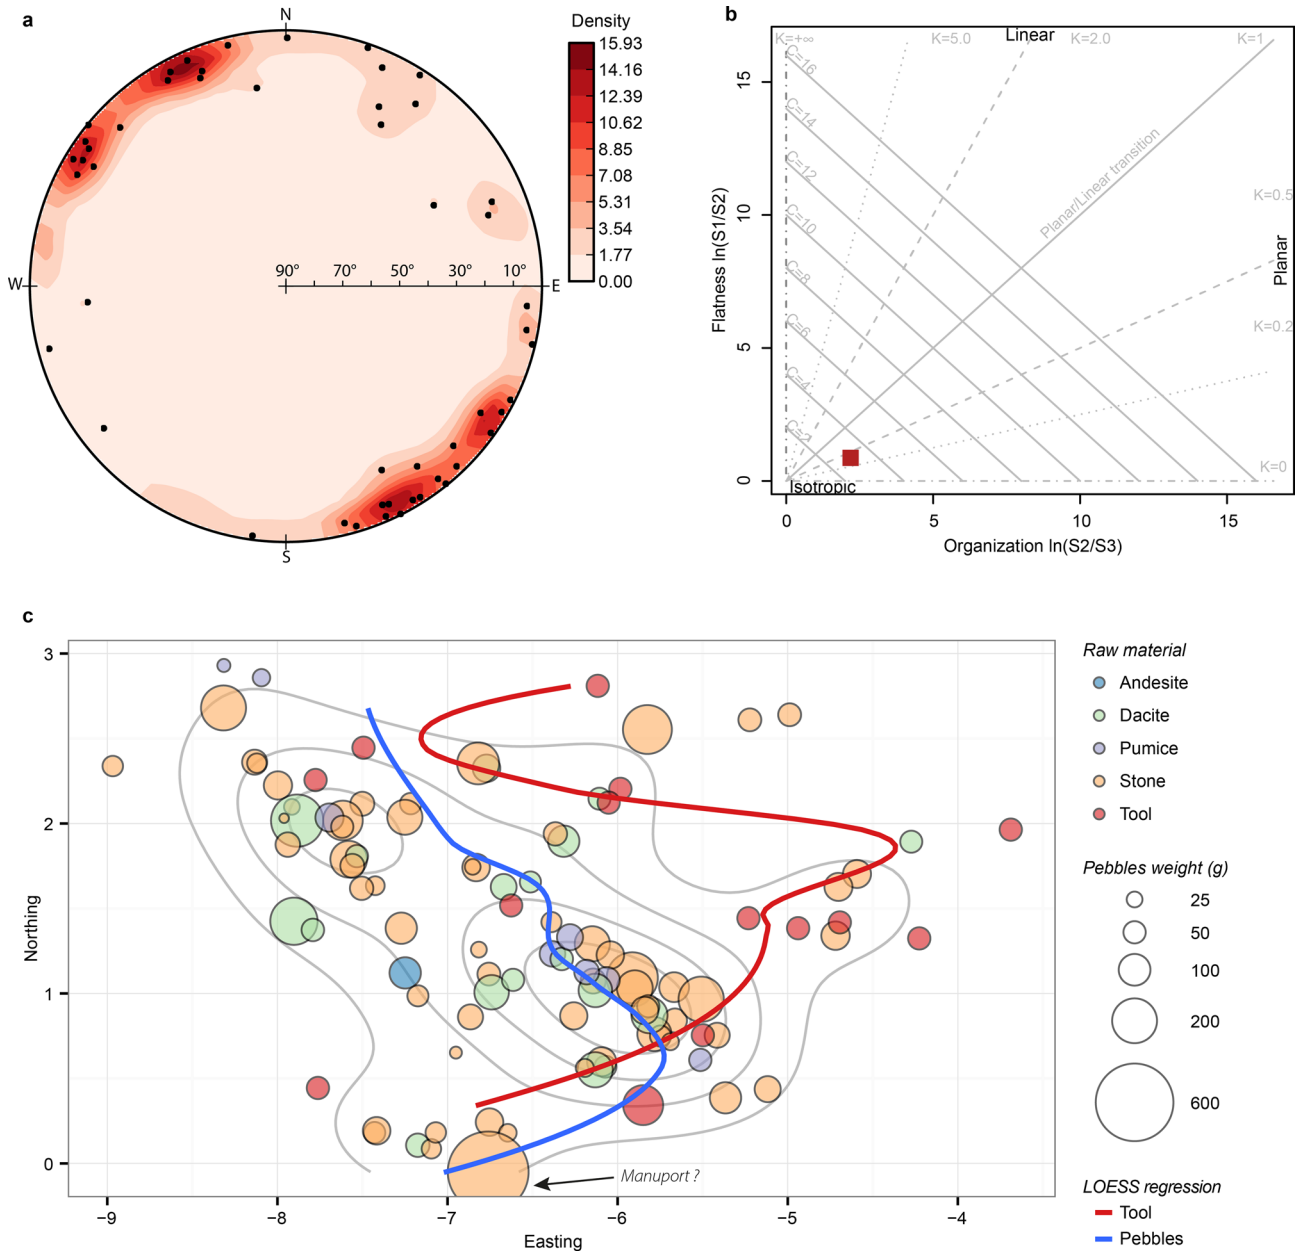 a
N
W
E
S
90°
70°
50°
30°
10°
Density
15.93
14.16
12.39
10.62
8.85
7.08
5.31
3.54
1.77
0.00
b
K=+∞
K=5.0
Linear
K=2.0
K=1
C=16
C=14
C=12
C=10
C=8
C=6
C=4
C=2
Planar/Linear transition
K=0.5
Planar
K=0.2
K=0
Isotropic
Flatness ln(S1/S2)
15
10
5
0
0
5
10
15
Organization ln(S2/S3)
c
Northing
3
2
1
0
Manuport ?
−9
−8
−7
−6
−5
−4
Easting
Raw material
Andesite
Dacite
Pumice
Stone
Tool
Pebbles weight (g)
25
50
100
200
600
LOESS regression
Tool
Pebbles